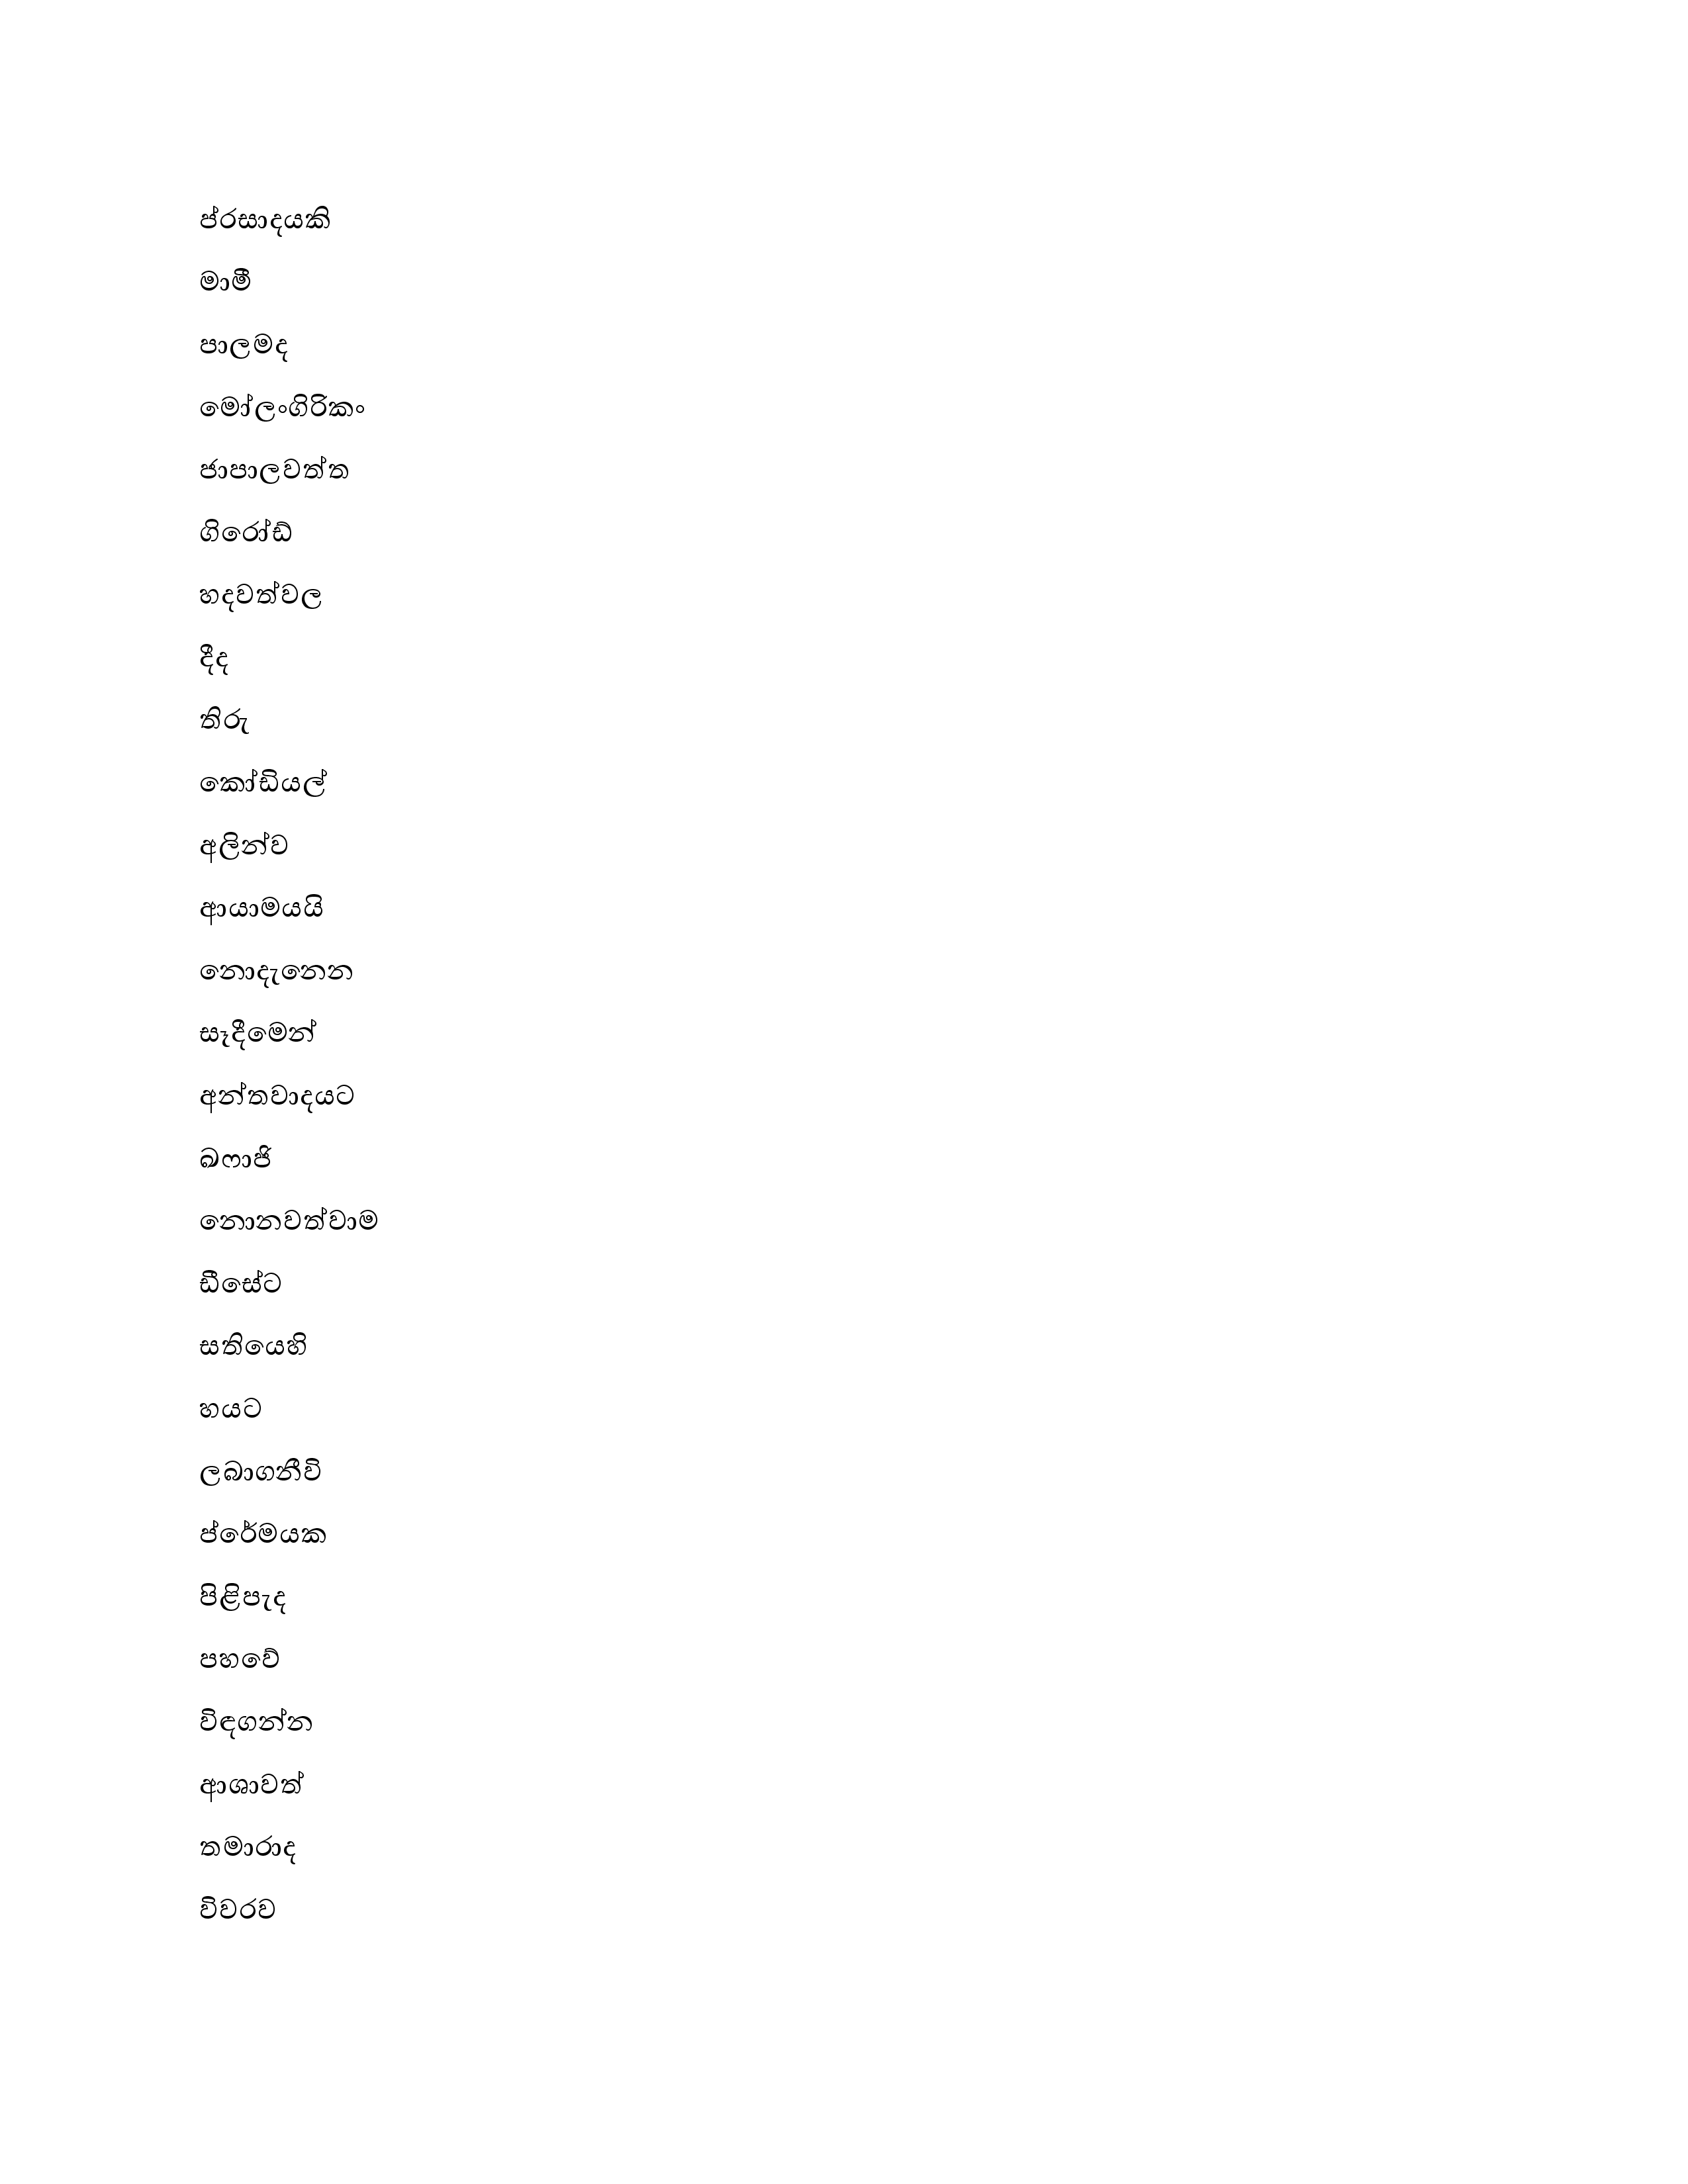 ප්රසාදයකි
මාමී
පාලමද
මෝලංගිරිකං
ජාපාලවත්ත
ගිරෝඩ්
හදවත්වල
දීද
තිරු
කෝඩියල්
අලින්ව
ආයාමයයි
නොදැනෙන
සෑදීමෙන්
අන්තවාදයට
ඛෆාජි
නොනවත්වාම
ඩීසේට
සතියෙහි
හයට
ලබාගනීවි
ප්රේමයක
පිළිපැද
පහවේ
විඳගන්න
ආශාවත්
තමාරාද
විවරව